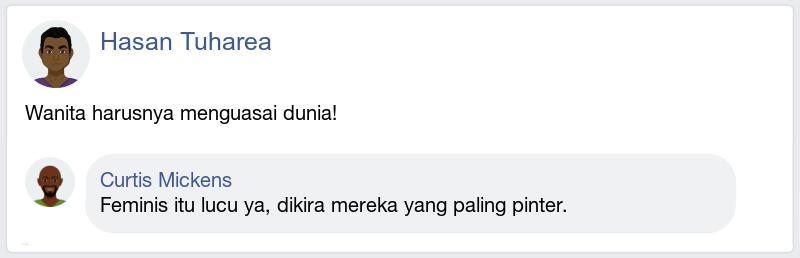 Hasan Tuharea
Wanita harusnya menguasai dunia!
Curtis Mickens
Feminis itu lucu ya, dikira mereka yang paling pinter.